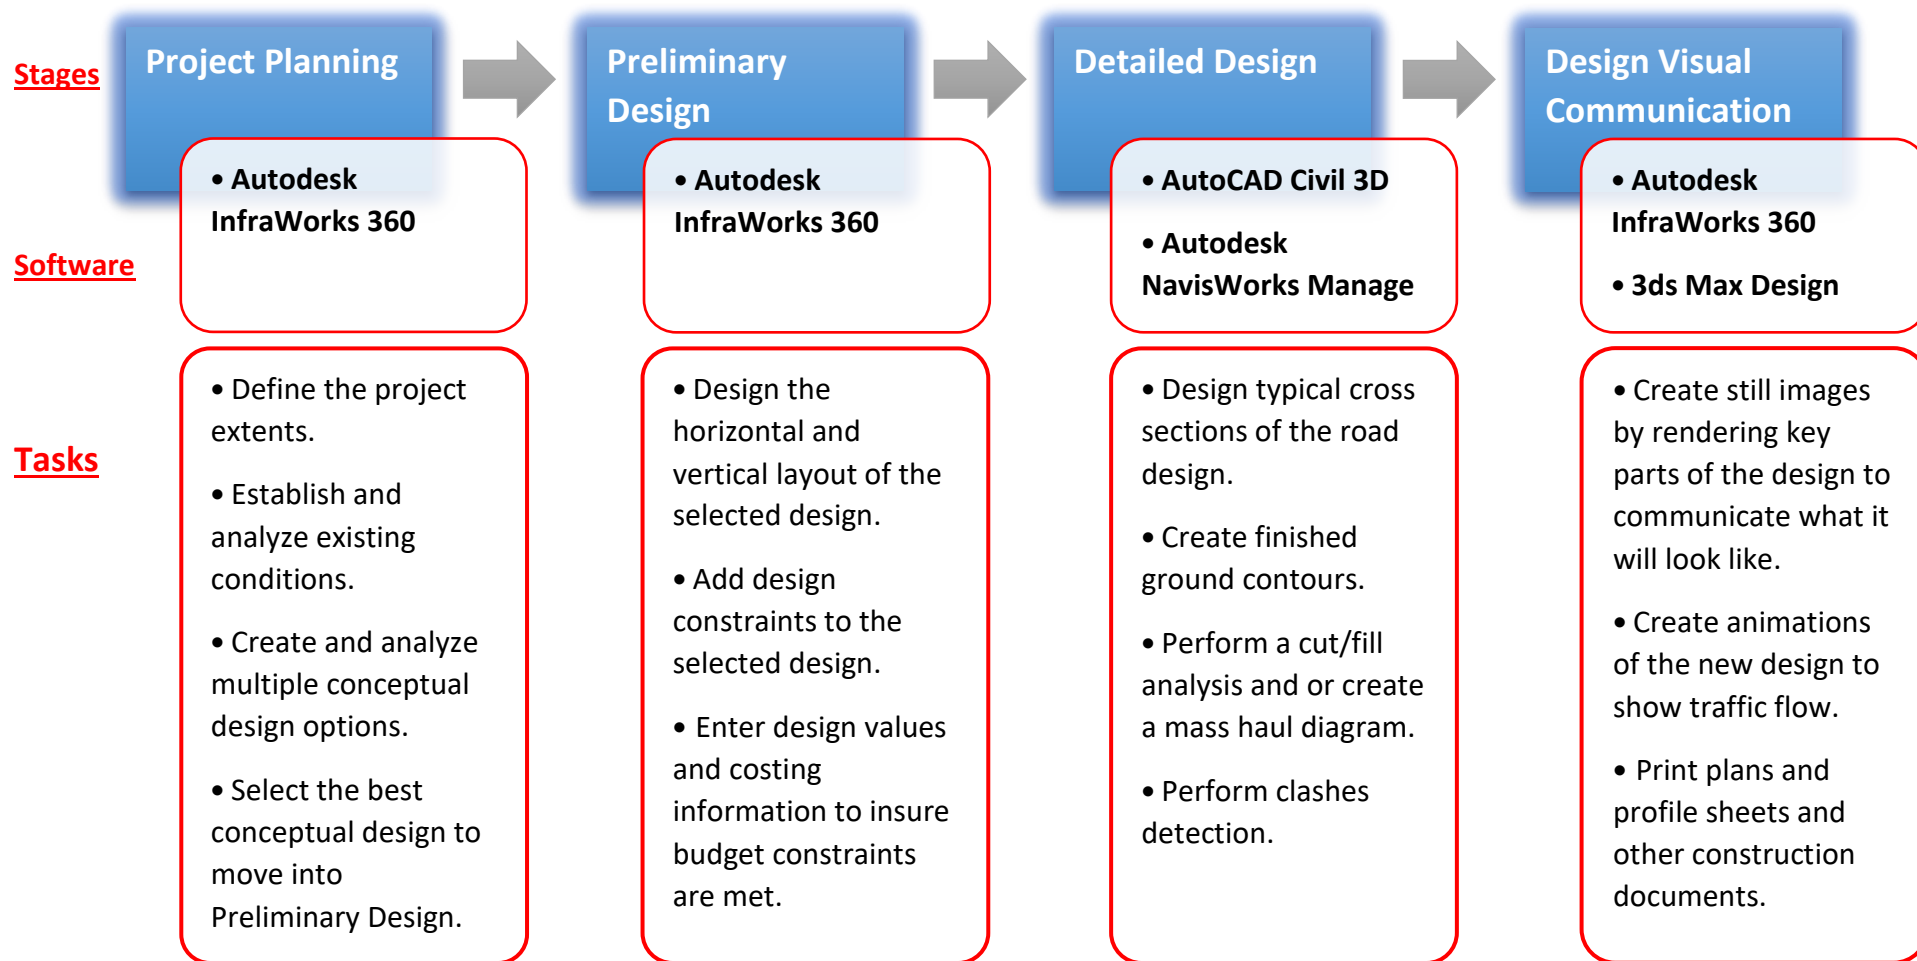 Stages
Project Planning
Preliminary
Design
Detailed Design
Design Visual
Communication
Software
• Autodesk
InfraWorks 360
• Autodesk
InfraWorks 360
• AutoCAD Civil 3D
• Autodesk
NavisWorks Manage
• Autodesk
InfraWorks 360
• 3ds Max Design
Tasks
• Define the project
extents.
• Establish and
analyze existing
conditions.
• Create and analyze
multiple conceptual
design options.
• Select the best
conceptual design to
move into
Preliminary Design.
• Design the
horizontal and
vertical layout of the
selected design.
• Add design
constraints to the
selected design.
• Enter design values
and costing
information to insure
budget constraints
are met.
• Design typical cross
sections of the road
design.
• Create finished
ground contours.
• Perform a cut/fill
analysis and or create
a mass haul diagram.
• Perform clashes
detection.
• Create still images
by rendering key
parts of the design to
communicate what it
will look like.
• Create animations
of the new design to
show traffic flow.
• Print plans and
profile sheets and
other construction
documents.